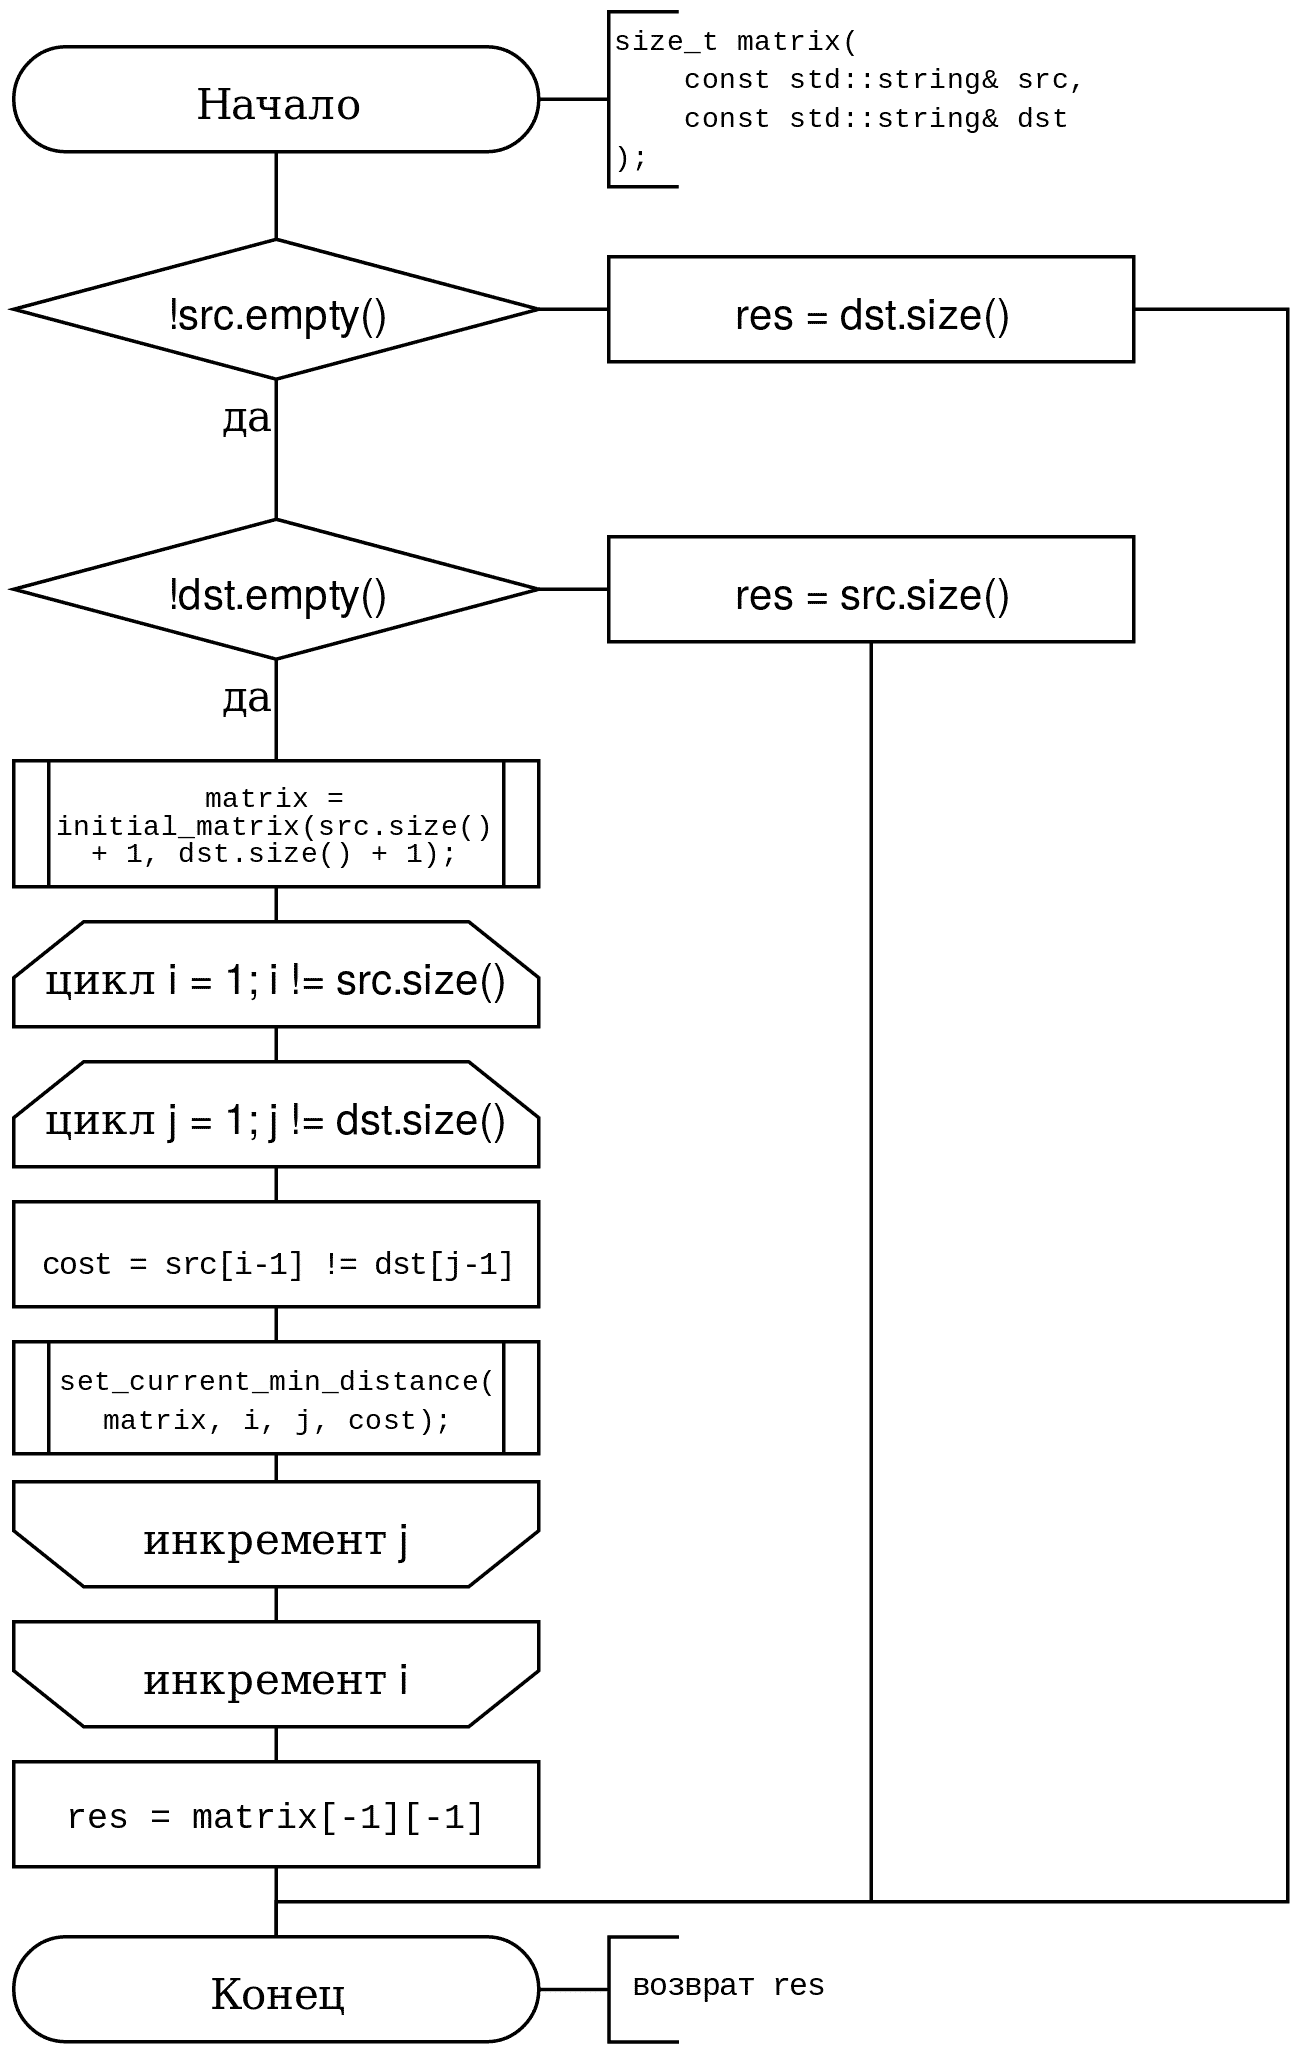 Начало
size_t matrix(
const std::string& src,
const std::string& dst
);
!src.empty()
res = dst.size()
да
!dst.empty()
res = src.size()
да
matrix =
initial_matrix(src.size()
+ 1, dst.size() + 1);
цикл i = 1; i != src.size()
цикл j = 1; j != dst.size()
cost = src[i-1] != dst[j-1]
set_current_min_distance(
matrix, i, j, cost);
инкремент j
инкремент i
res = matrix[-1][-1]
Конец
возврат res